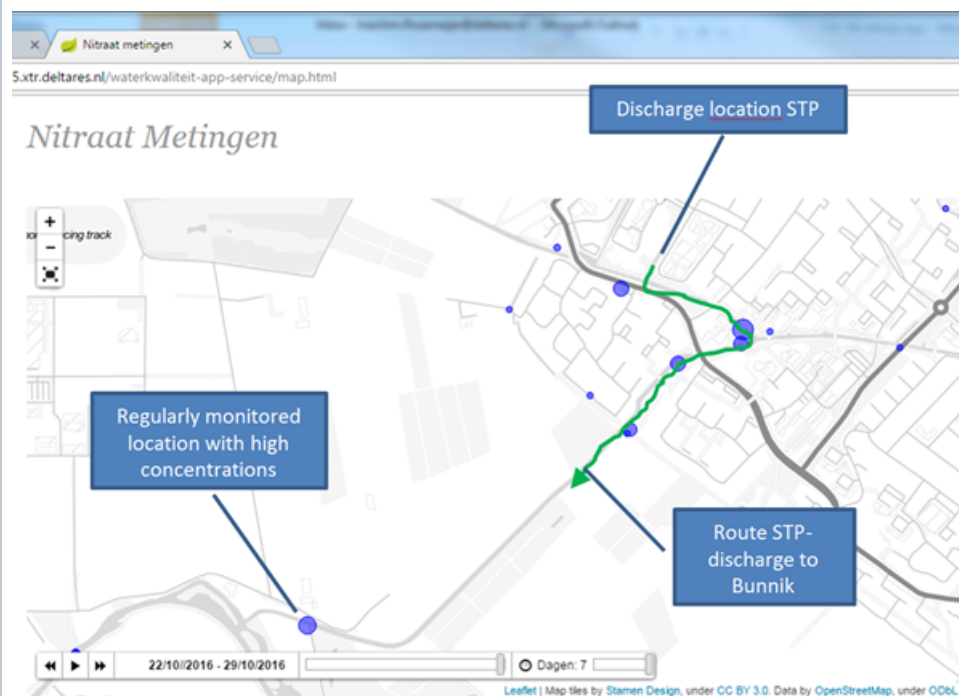 Nitraat metingen
5.xtr.deltares.nl/waterkwaliteit-app-service/map.html
Discharge location STP
Nitraat Metingen
+
cing track
−
Regularly monitored
location with high
concentrations
Route STP-
discharge to
Bunnik
22/10//2016 - 29/10/2016
Dagen: 7
Leaflet | Map tiles by Stamen Design, under CC BY 3.0. Data by OpenStreetMap, under ODbL